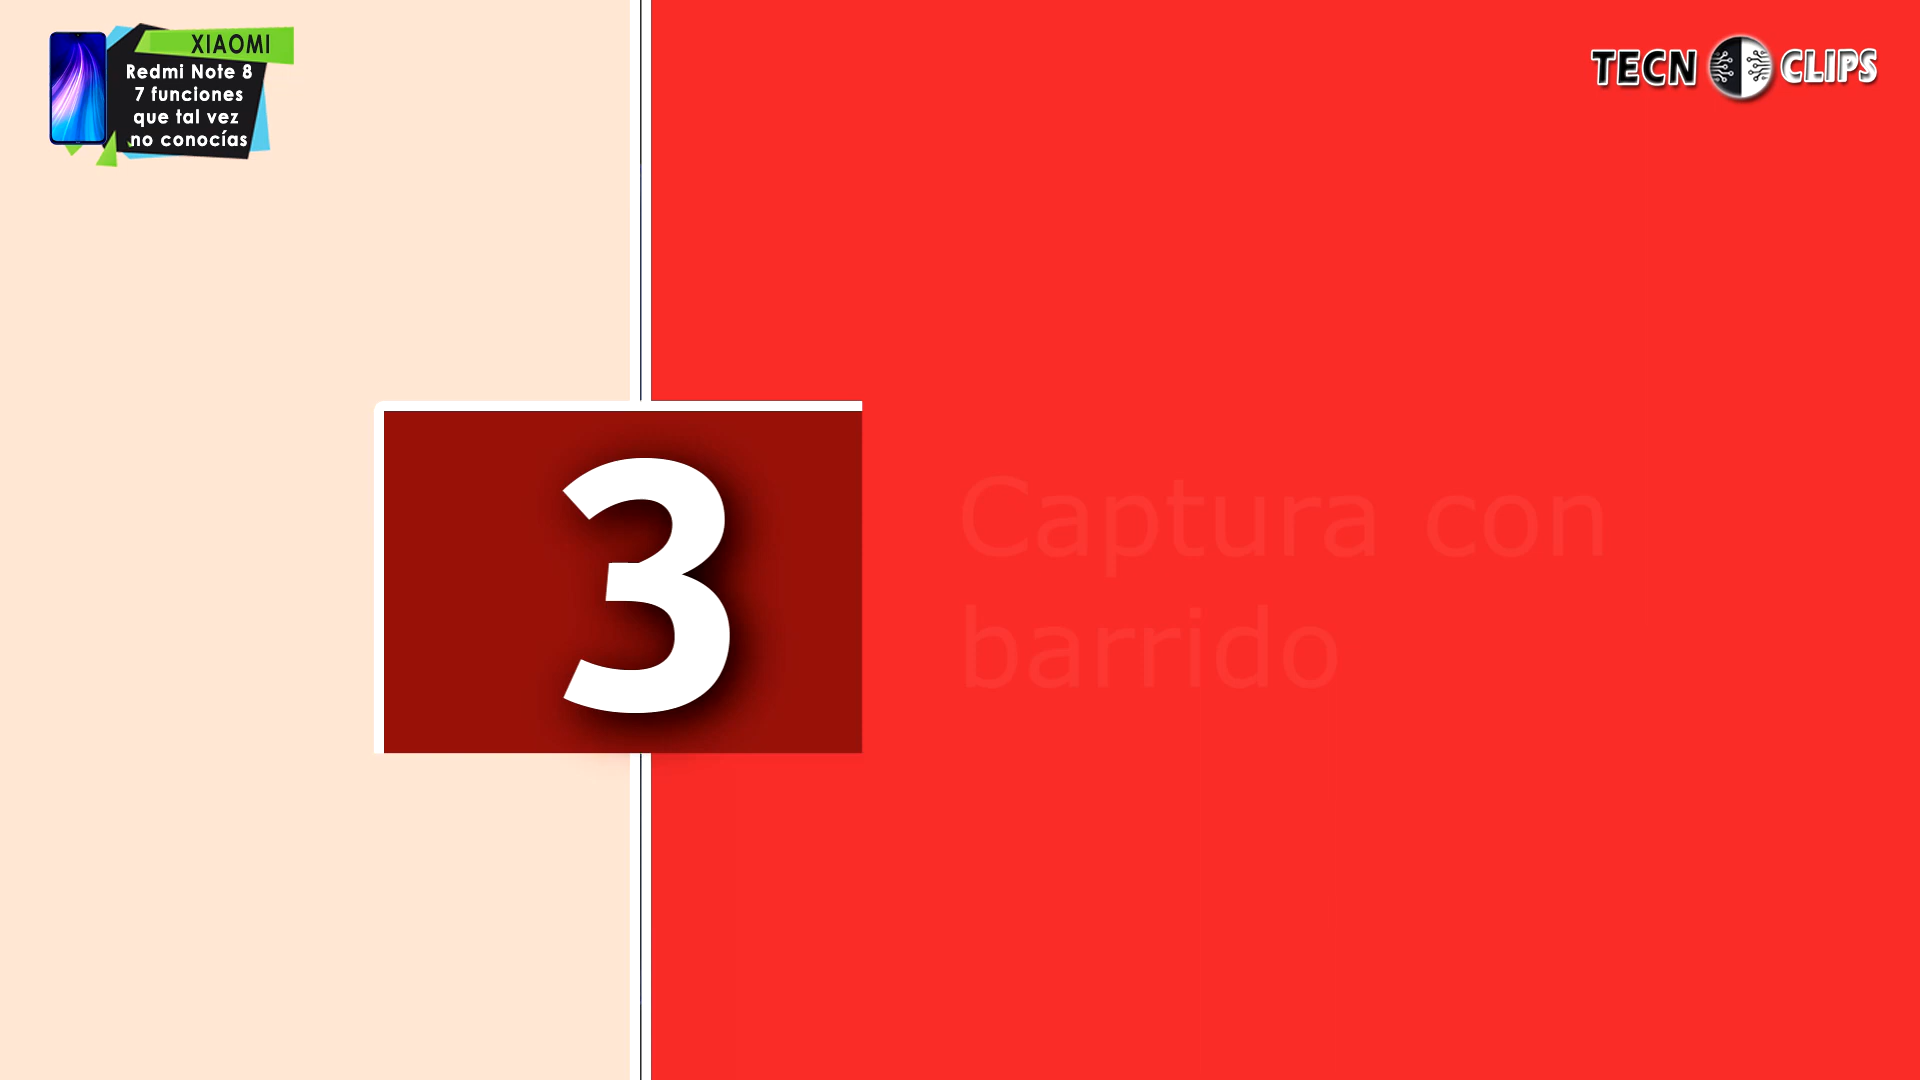 XIAOMI
Redmi Note 8
7 funciones
que tal vez
no conocías
TECN CLIPS
3
Captura con
barrido